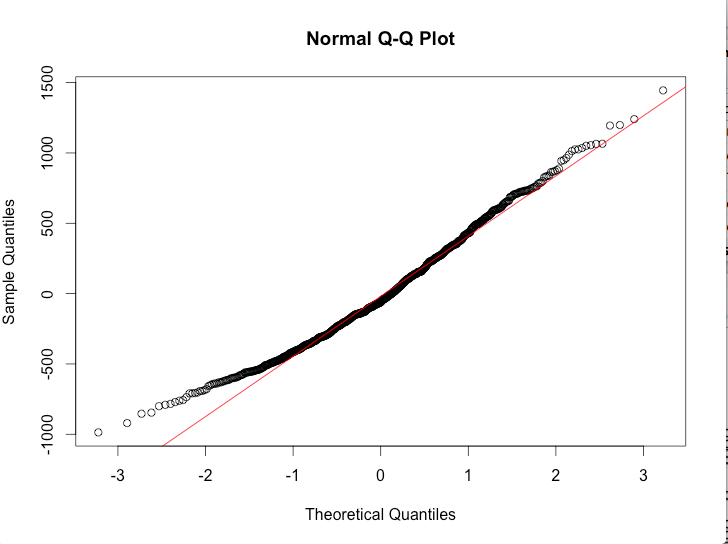 Normal Q-Q Plot
1500
1000
500
0
-500
-1000
Sample Quantiles
-3 -2 -1 0 1 2 3
Theoretical Quantiles